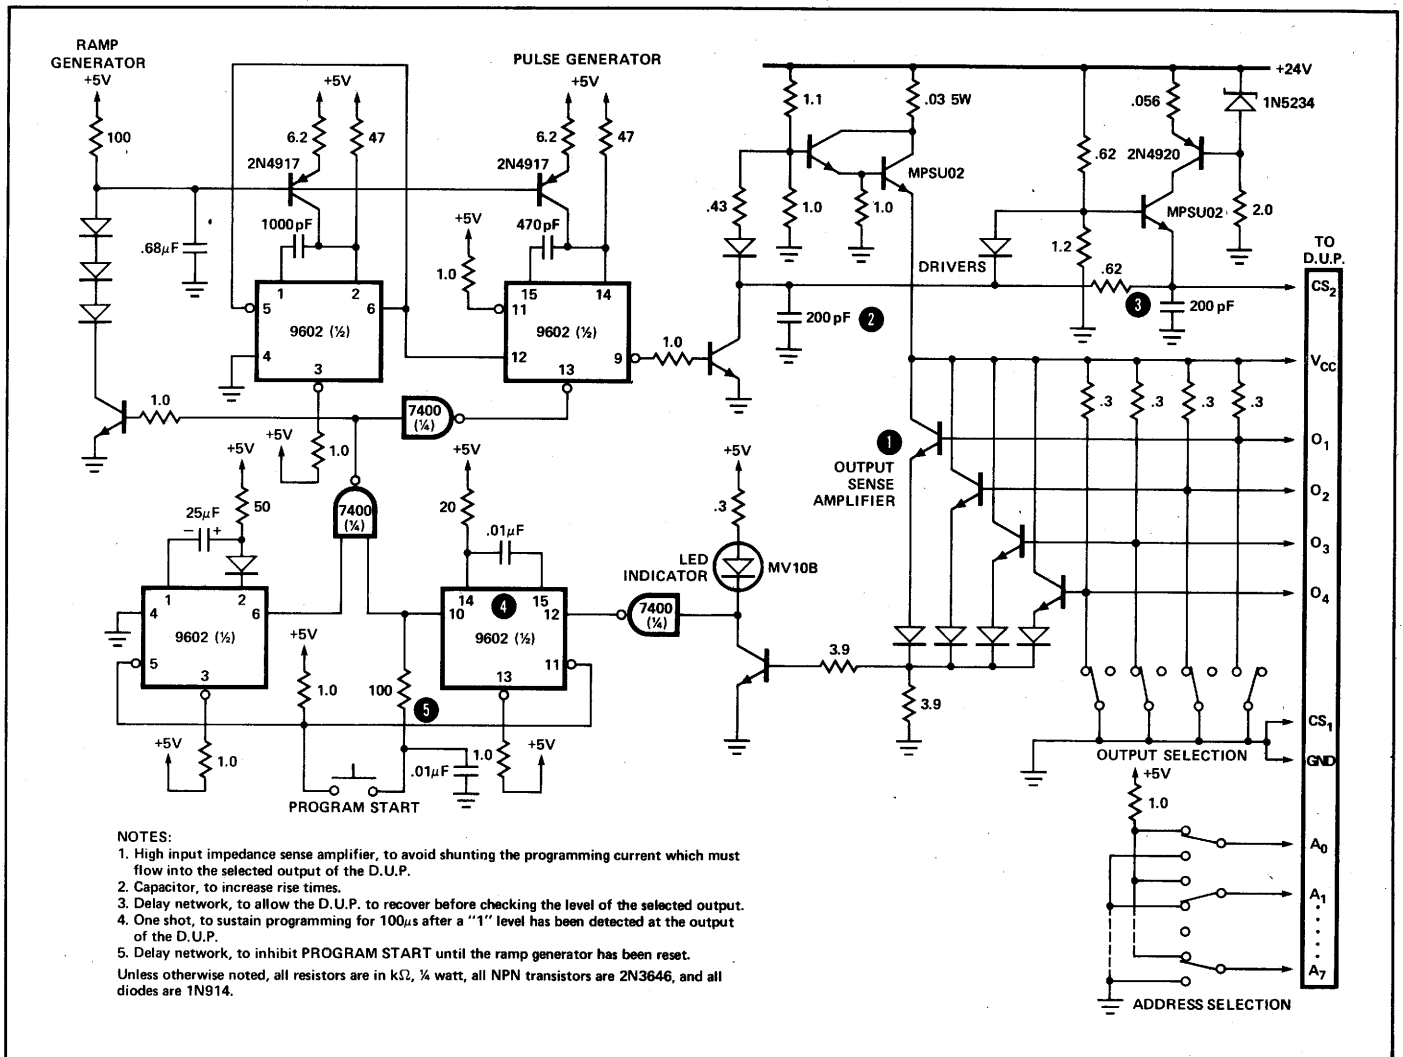 RAMP
GENERATOR
+5V
100
+5V
6.2
47
2N4917
1000pF
.68µF
PULSE GENERATOR
+5V
6.2
47
2N4917
+5V
470pF
1.0
1 2
5 6
9602 (½)
4
3
15 14
11
9602 (½)
12 9
13
1.0
1.0
+5V
1.0
7400
(¼)
+24V
1.1
.03 5W
MPSU02
.43
1.0
1.0
.62
.056
1N5234
2N4920
MPSU02
2.0
1.2
DRIVERS
.62
200 pF
2
3
200 pF
TO
D.U.P.
CS2
VCC
.3
.3
.3
.3
1
OUTPUT
SENSE
AMPLIFIER
O1
O2
O3
O4
+5V
50
25µF
− +
7400
(¼)
+5V
20
.01µF
1 2
4 6
9602 (½)
5
3
14 15
4
10 12
9602 (½)
11
13
+5V
.3
LED
INDICATOR
MV10B
7400
(¼)
3.9
3.9
+5V
1.0
100
5
+5V
1.0
.01µF
1.0
+5V
PROGRAM START
CS1
OUTPUT SELECTION
GND
+5V
1.0
A0
A1
A7
ADDRESS SELECTION
NOTES:
1. High input impedance sense amplifier, to avoid shunting the programming current which must
flow into the selected output of the D.U.P.
2. Capacitor, to increase rise times.
3. Delay network, to allow the D.U.P. to recover before checking the level of the selected output.
4. One shot, to sustain programming for 100µs after a "1" level has been detected at the output
of the D.U.P.
5. Delay network, to inhibit PROGRAM START until the ramp generator has been reset.
Unless otherwise noted, all resistors are in kΩ, ¼ watt, all NPN transistors are 2N3646, and all
diodes are 1N914.